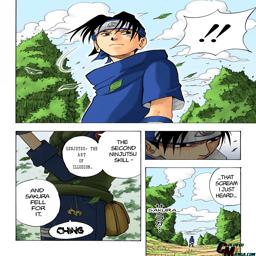 !!
...THAT
SCREAM I
JUST
HEARD...
SAKURA...
THE
SECOND
NINJUTSU
SKILL-
GENJUTSU- THE
ART
OF
ILLUSION.
AND
SAKURA
FELL
FOR IT.
CHING